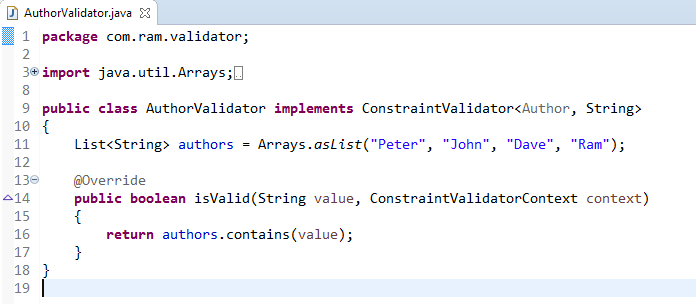 AuthorValidator.java
1 package com.ram.validator;
2
3 import java.util.Arrays;
8
9 public class AuthorValidator implements ConstraintValidator<Author, String>
10 {
11     List<String> authors = Arrays.asList("Peter", "John", "Dave", "Ram");
12
13     @Override
14     public boolean isValid(String value, ConstraintValidatorContext context)
15     {
16         return authors.contains(value);
17     }
18 }
19